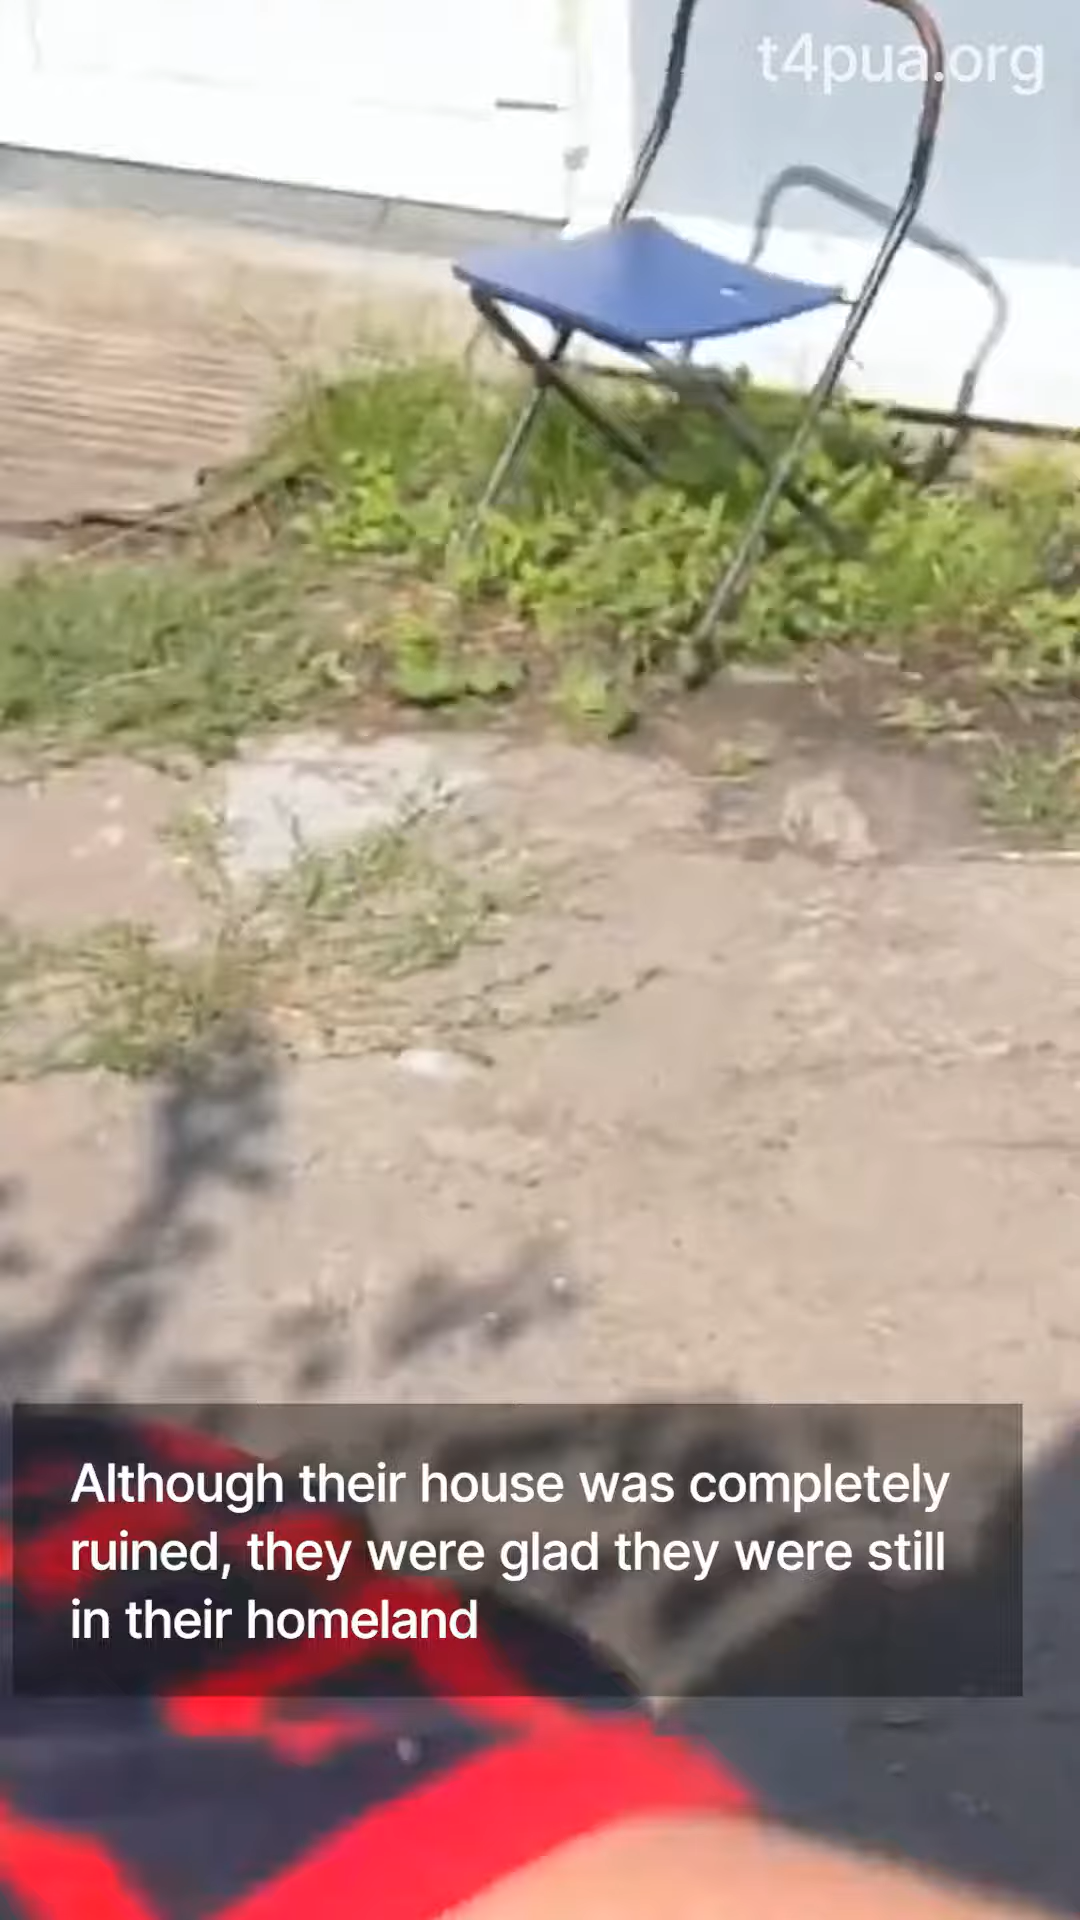 t4pua.org
Although their house was completely
ruined, they were glad they were still
in their homeland